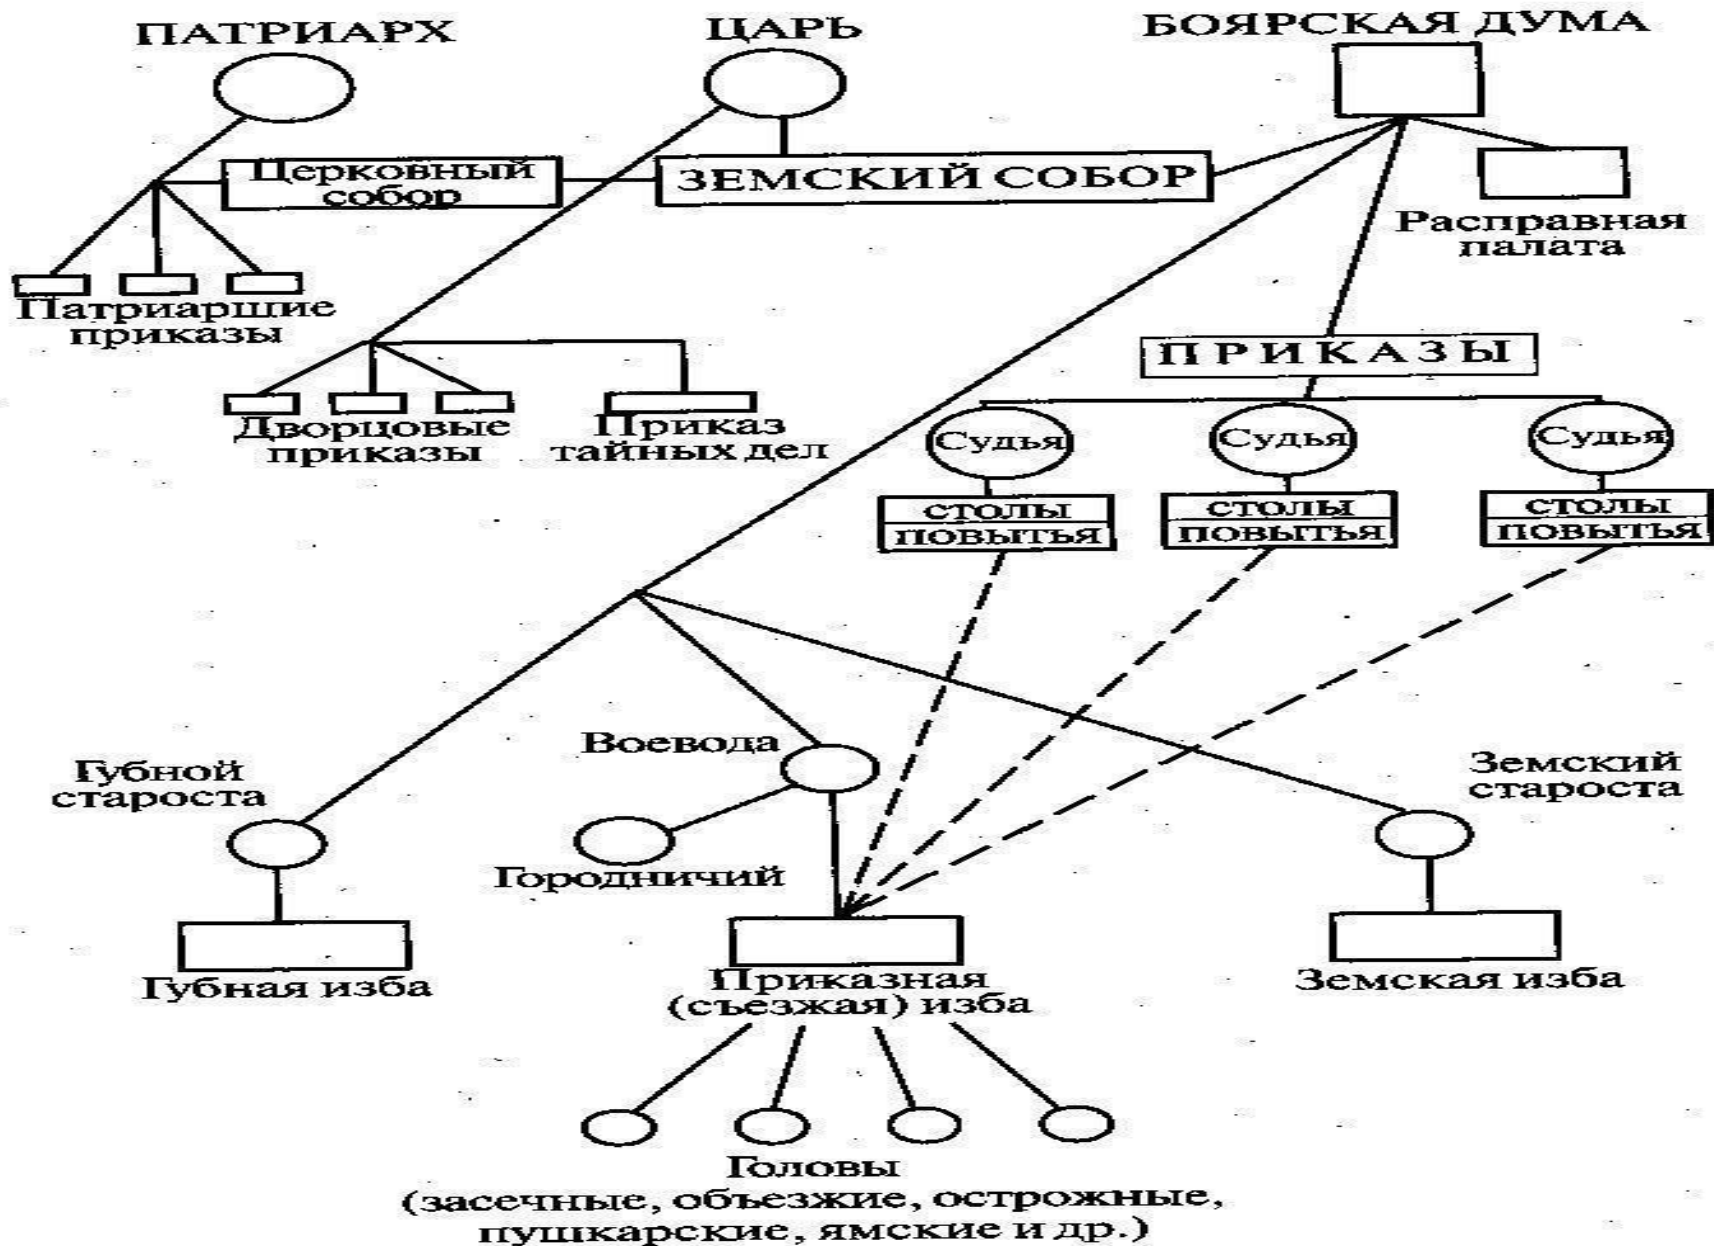 ПАТРИАРХ
ЦАРЬ
БОЯРСКАЯ ДУМА
Церковный
собор
ЗЕМСКИЙ СОБОР
Расправная
палата
Патриаршие
приказы
ПРИКАЗЫ
Дворцовые
приказы
Приказ
тайных дел
Судья
Судья
Судья
столы
повытья
столы
повытья
столы
повытья
Воевода
Губной
староста
Земский
староста
Городничий
Губная изба
Приказная
(съезжая) изба
Земская изба
Головы
(засечные, объезжие, острожные,
пушкарские, ямские и др.)